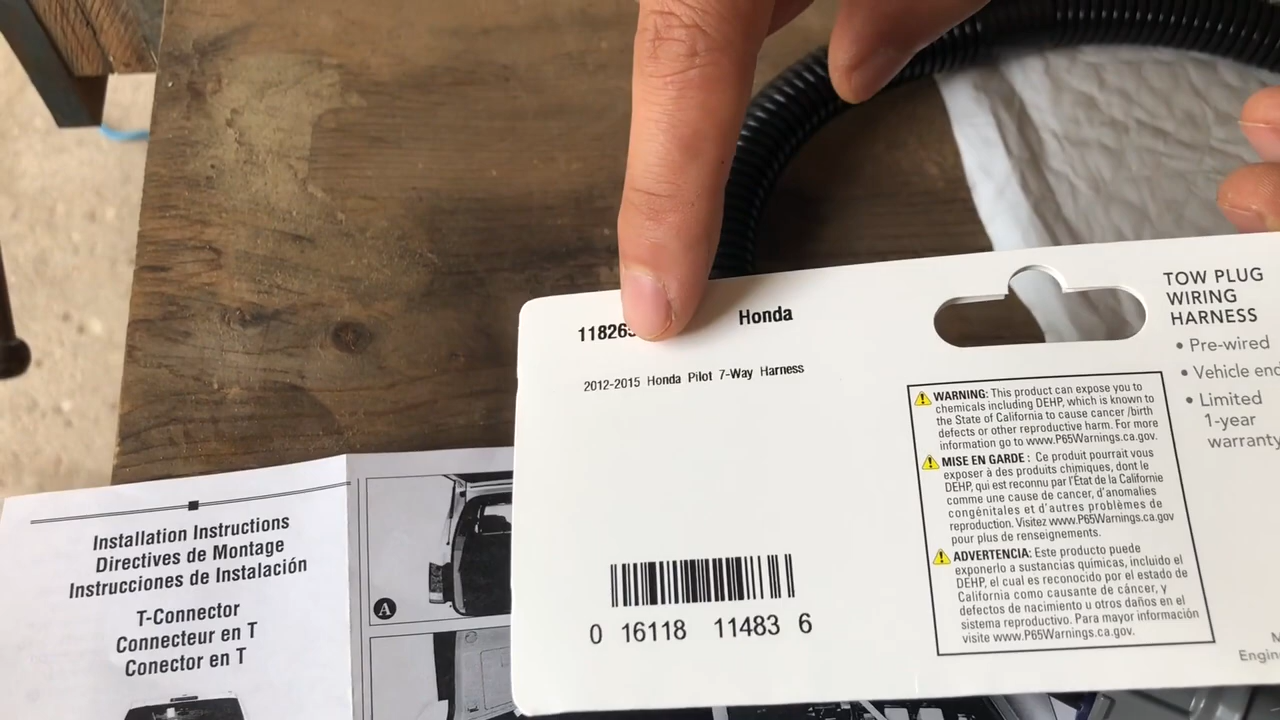 Installation Instructions
Directives de Montage
Instrucciones de Instalación
T-Connector
Connecteur en T
Conector en T
A
Honda
2012-2015 Honda Pilot 7-Way Harness
0 16118 11483 6
WARNING: This product can expose you to
chemicals including DEHP, which is known to
the State of California to cause cancer /birth
defects or other reproductive harm. For more
information go to www.P65Warnings.ca.gov.
MISE EN GARDE : Ce produit pourrait vous
exposer à des produits chimiques, dont le
DEHP, qui est reconnu par l'État de la Californie
comme une cause de cancer, d'anomalies
congénitales et d'autres problèmes de
reproduction. Visitez www.P65Warnings.ca.gov
pour plus de renseignements.
ADVERTENCIA: Este producto puede
exponerlo a sustancias químicas, incluido el
DEHP, el cual es reconocido por el estado de
California como causante de cáncer, y
defectos de nacimiento u otros daños en el
sistema reproductivo. Para mayor información
visite www.P65Warnings.ca.gov.
TOW PLUG
WIRING
HARNESS
• Pre-wired
• Vehicle
• Limited
1-year
warranty